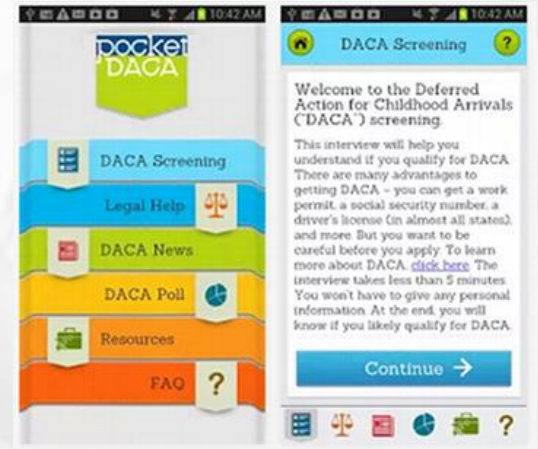 10:42 AM
pocket
DACA
DACA Screening
Legal Help
DACA News
DACA Poll
Resources
FAQ
?
10:42 AM
DACA Screening
?
Welcome to the Deferred
Action for Childhood Arrivals
("DACA") screening.
This interview will help you
understand if you qualify for DACA.
There are many advantages to
getting DACA – you can get a work
permit, a social security number, a
driver's license (in almost all states),
and more. But you want to be
careful before you apply. To learn
more about DACA, click here. The
interview takes less than 5 minutes.
You won't have to give any personal
information. At the end, you will
know if you likely qualify for DACA.
Continue →
?